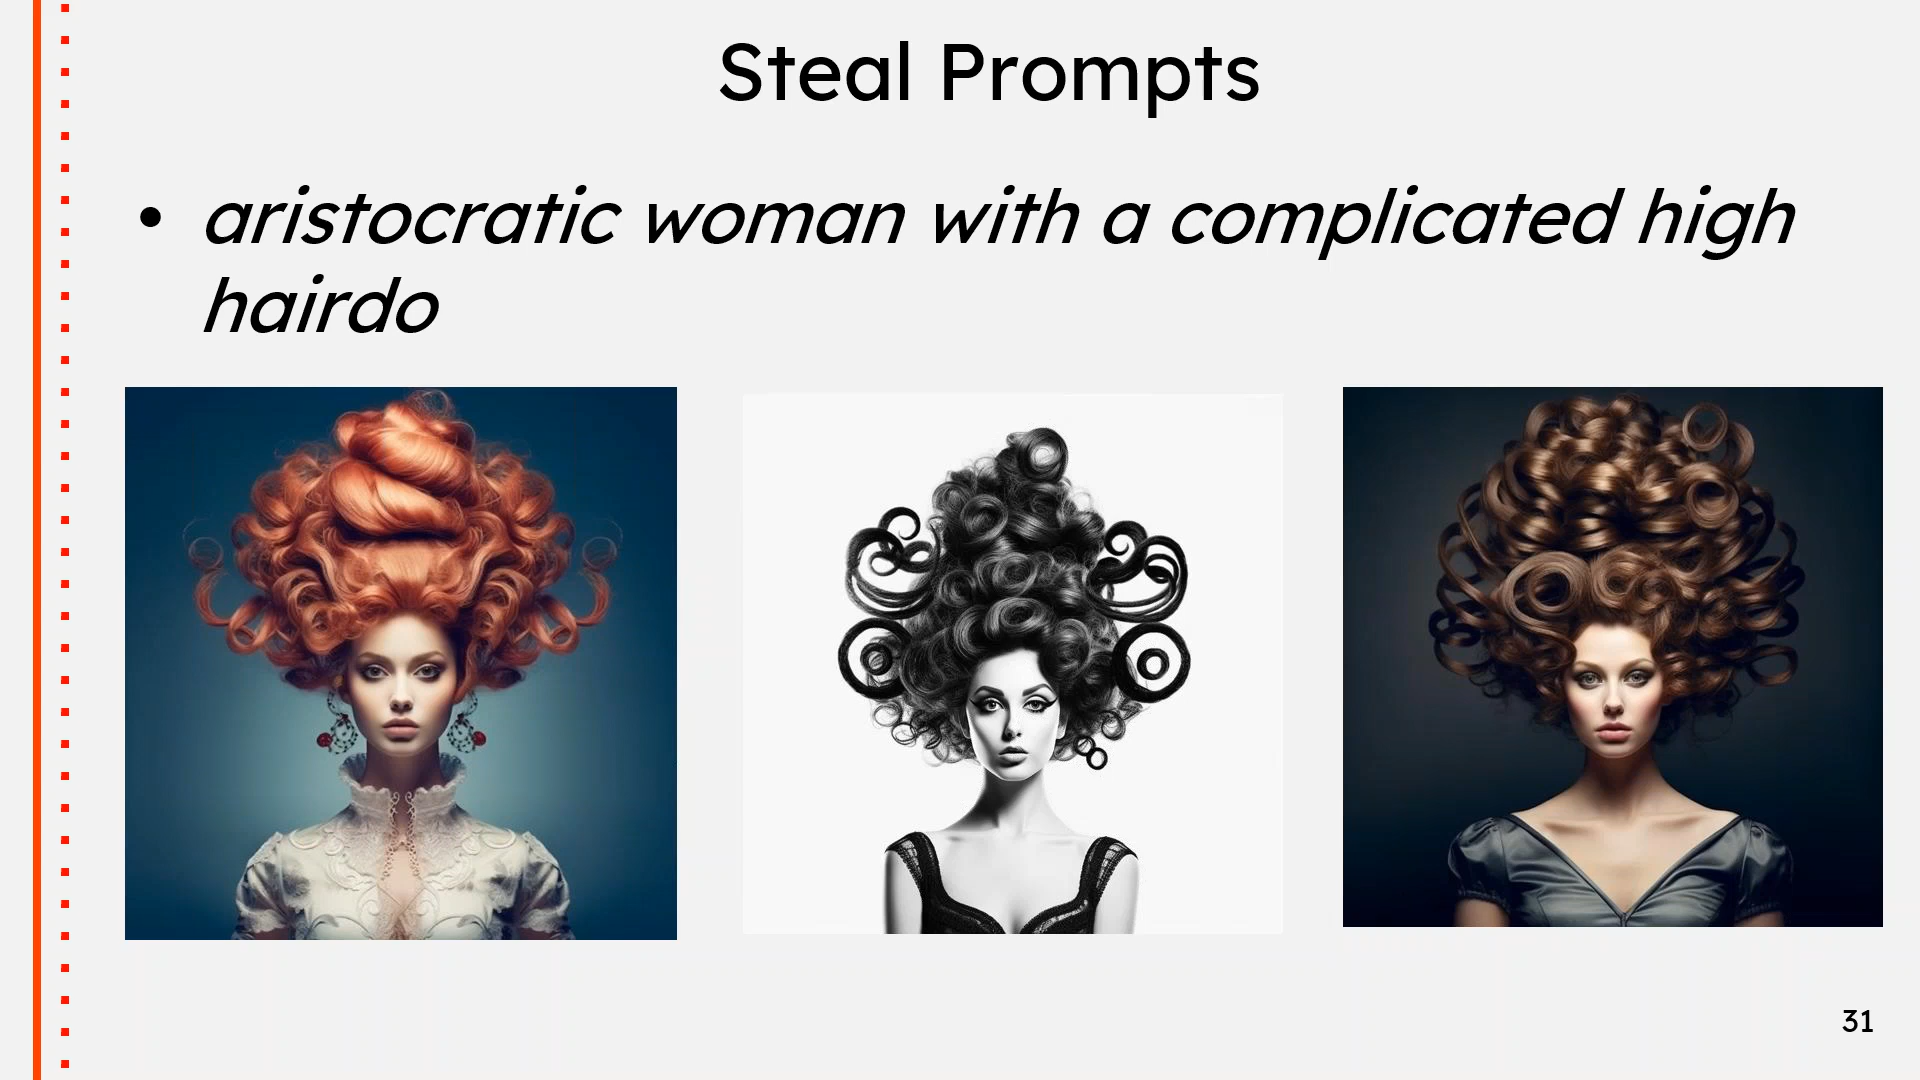 Steal Prompts
• aristocratic woman with a complicated high
hairdo
31